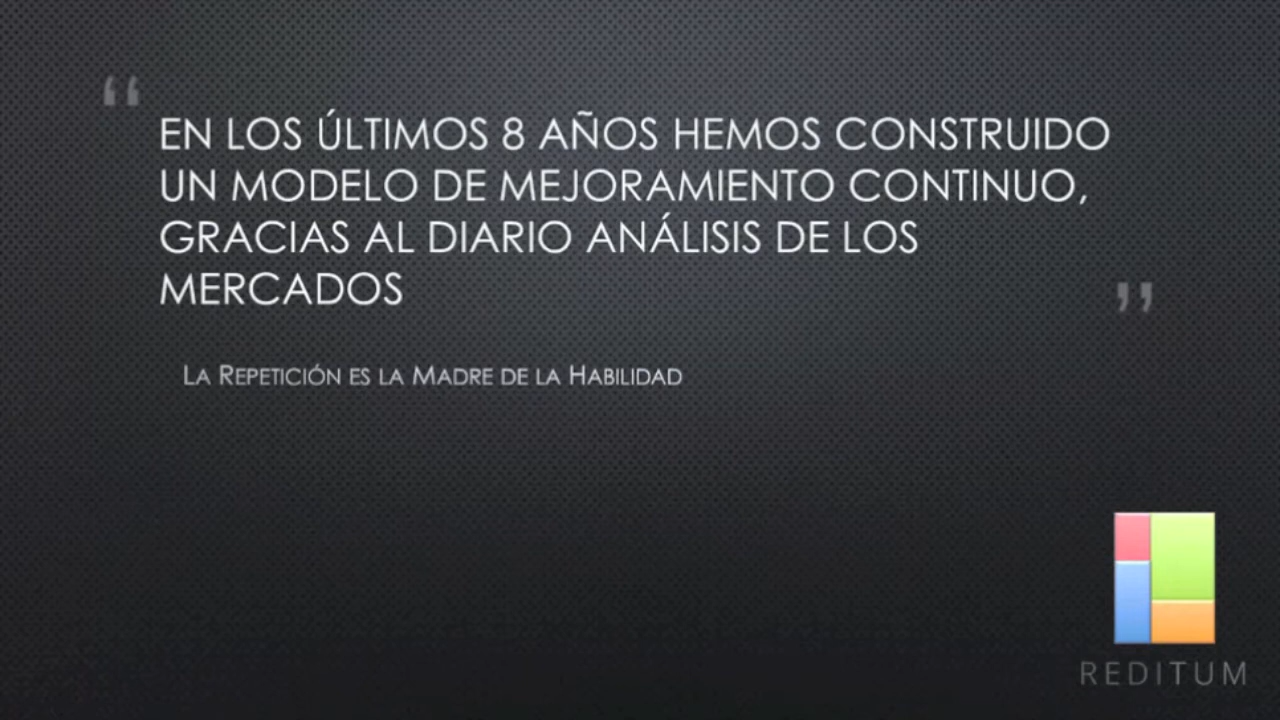 “
EN LOS ÚLTIMOS 8 AÑOS HEMOS CONSTRUIDO
UN MODELO DE MEJORAMIENTO CONTINUO,
GRACIAS AL DIARIO ANÁLISIS DE LOS
MERCADOS
”
LA REPETICIÓN ES LA MADRE DE LA HABILIDAD
REDITUM